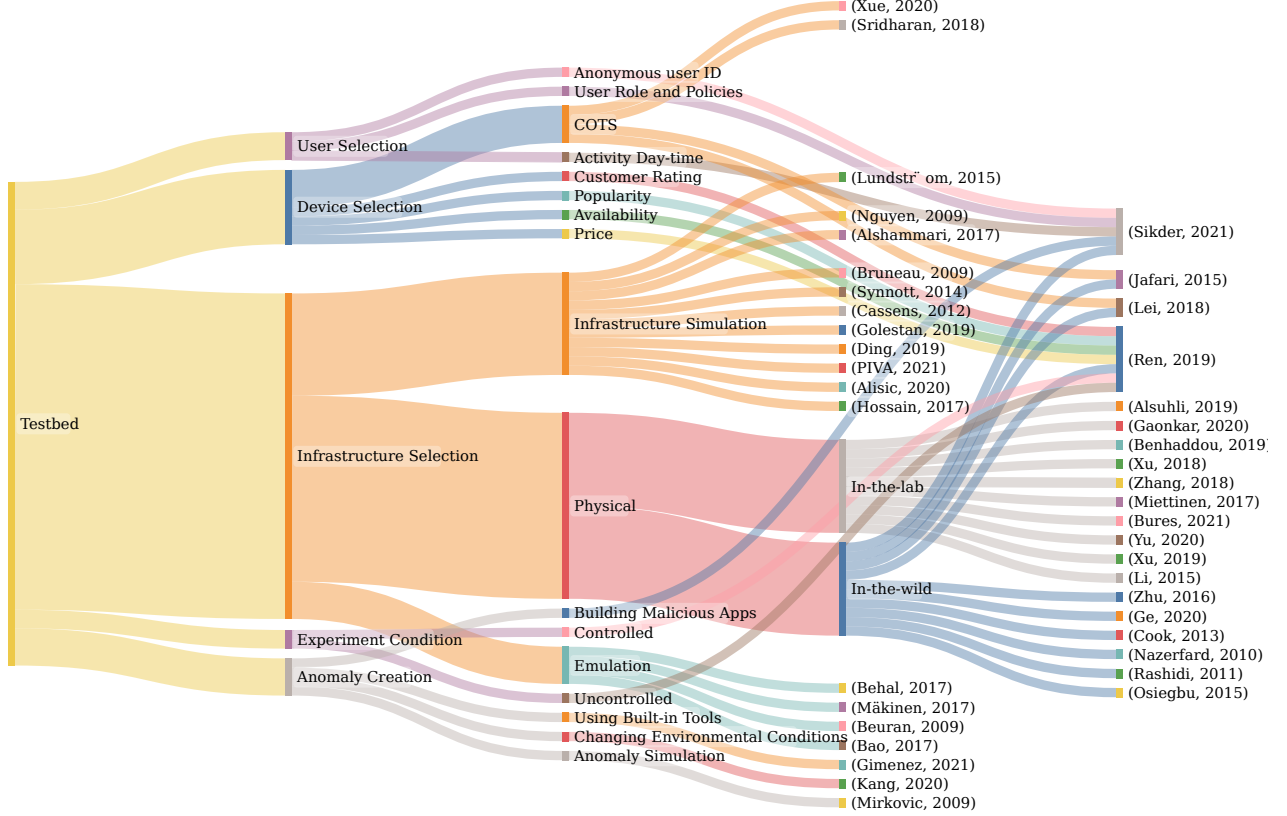 Testbed
User Selection
Device Selection
Infrastructure Selection
Experiment Condition
Anomaly Creation
Anonymous user ID
User Role and Policies
COTS
Activity Day-time
Customer Rating
Popularity
Availability
Price
Infrastructure Simulation
Physical
Building Malicious Apps
Controlled
Emulation
Uncontrolled
Using Built-in Tools
Changing Environmental Conditions
Anomaly Simulation
(Xue, 2020)
(Sridharan, 2018)
(Lundstr¨ om, 2015)
(Nguyen, 2009)
(Alshammari, 2017)
(Bruneau, 2009)
(Synnott, 2014)
(Cassens, 2012)
(Golestan, 2019)
(Ding, 2019)
(PIVA, 2021)
(Alisic, 2020)
(Hossain, 2017)
In-the-lab
In-the-wild
(Behal, 2017)
(Mäkinen, 2017)
(Beuran, 2009)
(Bao, 2017)
(Gimenez, 2021)
(Kang, 2020)
(Mirkovic, 2009)
(Sikder, 2021)
(Jafari, 2015)
(Lei, 2018)
(Ren, 2019)
(Alsuhli, 2019)
(Gaonkar, 2020)
(Benhaddou, 2019)
(Xu, 2018)
(Zhang, 2018)
(Miettinen, 2017)
(Bures, 2021)
(Yu, 2020)
(Xu, 2019)
(Li, 2015)
(Zhu, 2016)
(Ge, 2020)
(Cook, 2013)
(Nazerfard, 2010)
(Rashidi, 2011)
(Osiegbu, 2015)